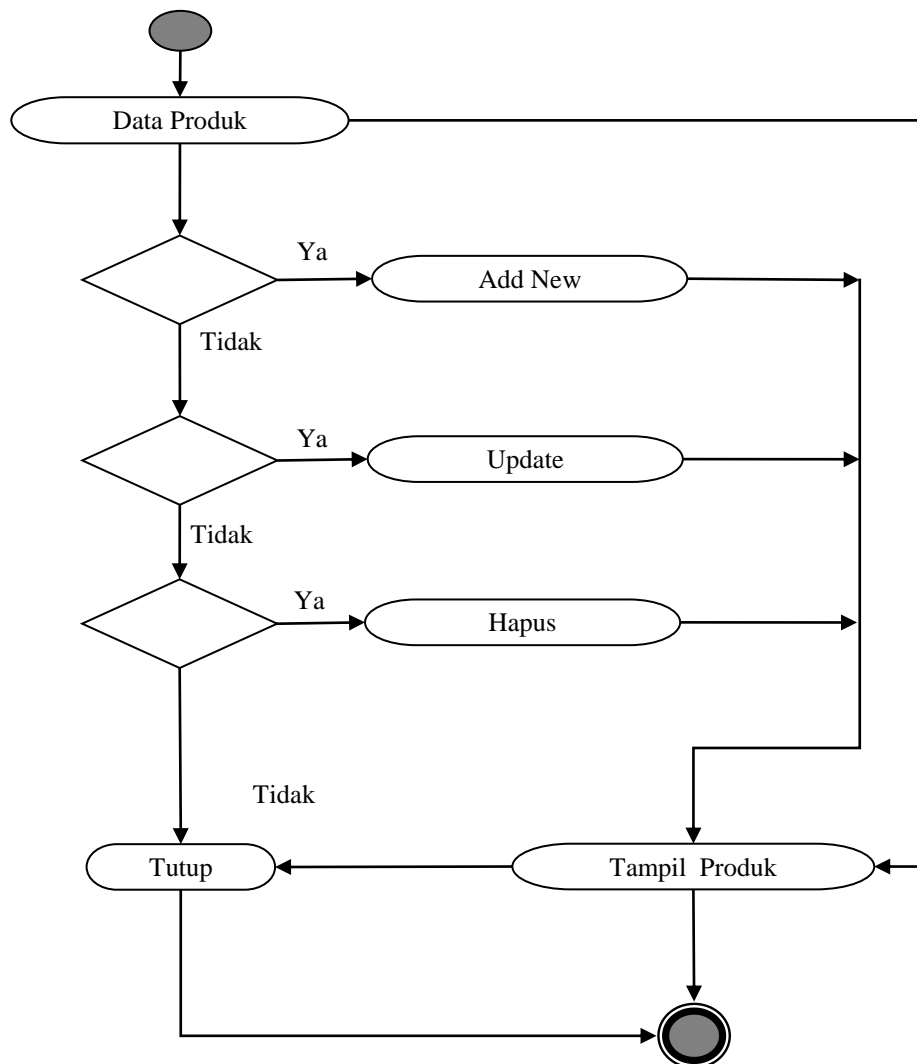 Data Produk
Ya
Add New
Tidak
Ya
Update
Tidak
Ya
Hapus
Tidak
Tutup
Tampil  Produk